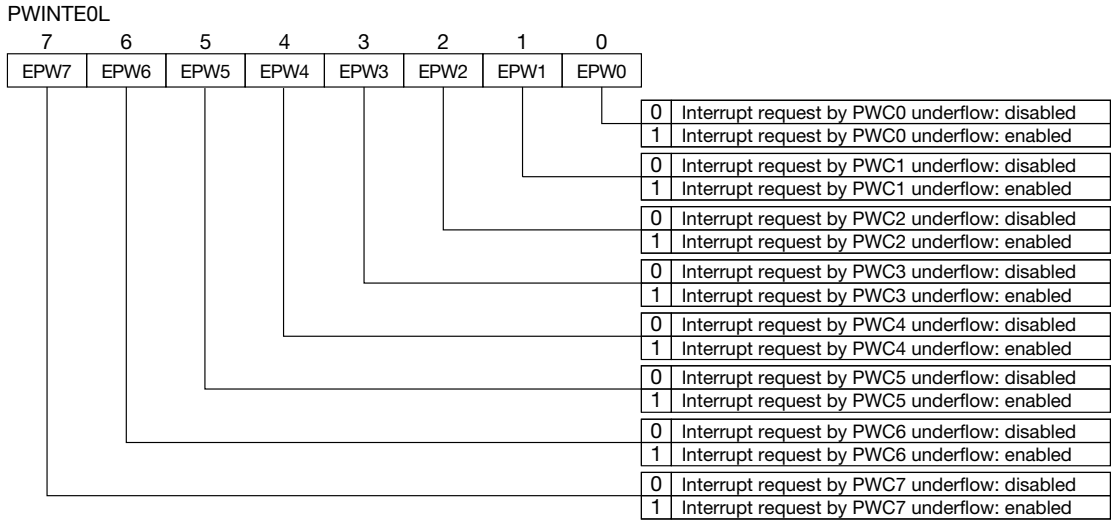 PWINTE0L
7 6 5 4 3 2 1 0
EPW7 EPW6 EPW5 EPW4 EPW3 EPW2 EPW1 EPW0
0 Interrupt request by PWC0 underflow: disabled
1 Interrupt request by PWC0 underflow: enabled
0 Interrupt request by PWC1 underflow: disabled
1 Interrupt request by PWC1 underflow: enabled
0 Interrupt request by PWC2 underflow: disabled
1 Interrupt request by PWC2 underflow: enabled
0 Interrupt request by PWC3 underflow: disabled
1 Interrupt request by PWC3 underflow: enabled
0 Interrupt request by PWC4 underflow: disabled
1 Interrupt request by PWC4 underflow: enabled
0 Interrupt request by PWC5 underflow: disabled
1 Interrupt request by PWC5 underflow: enabled
0 Interrupt request by PWC6 underflow: disabled
1 Interrupt request by PWC6 underflow: enabled
0 Interrupt request by PWC7 underflow: disabled
1 Interrupt request by PWC7 underflow: enabled